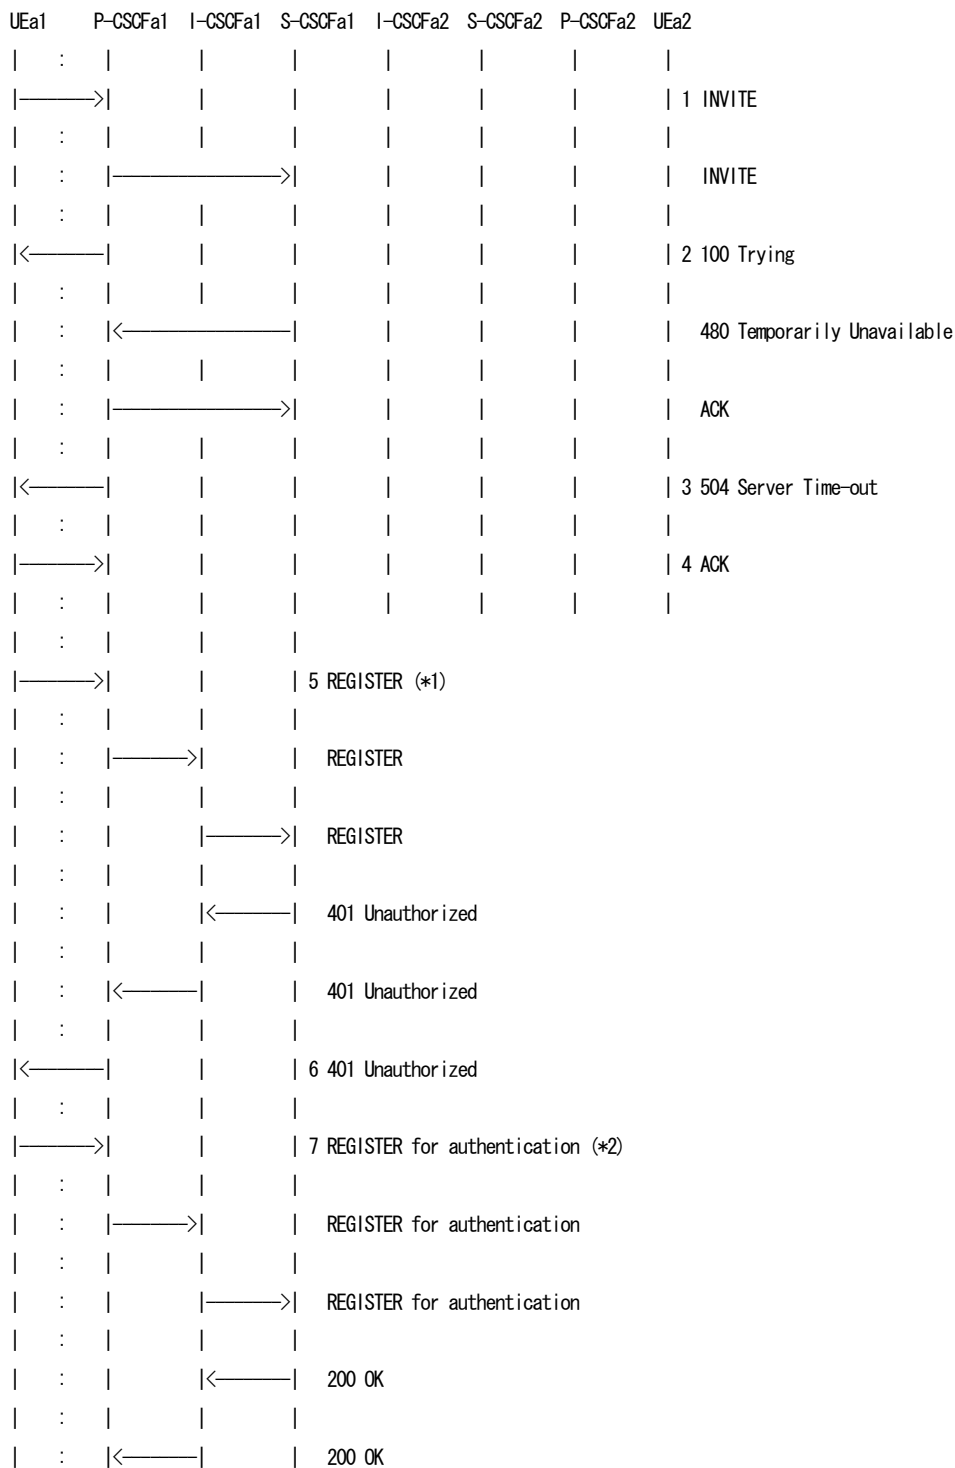 UEa1 P-CSCFa1 I-CSCFa1 S-CSCFa1 I-CSCFa2 S-CSCFa2 P-CSCFa2 UEa2
1 INVITE
INVITE
2 100 Trying
480 Temporarily Unavailable
ACK
3 504 Server Time-out
4 ACK
5 REGISTER (*1)
REGISTER
REGISTER
401 Unauthorized
401 Unauthorized
6 401 Unauthorized
7 REGISTER for authentication (*2)
REGISTER for authentication
REGISTER for authentication
200 OK
200 OK